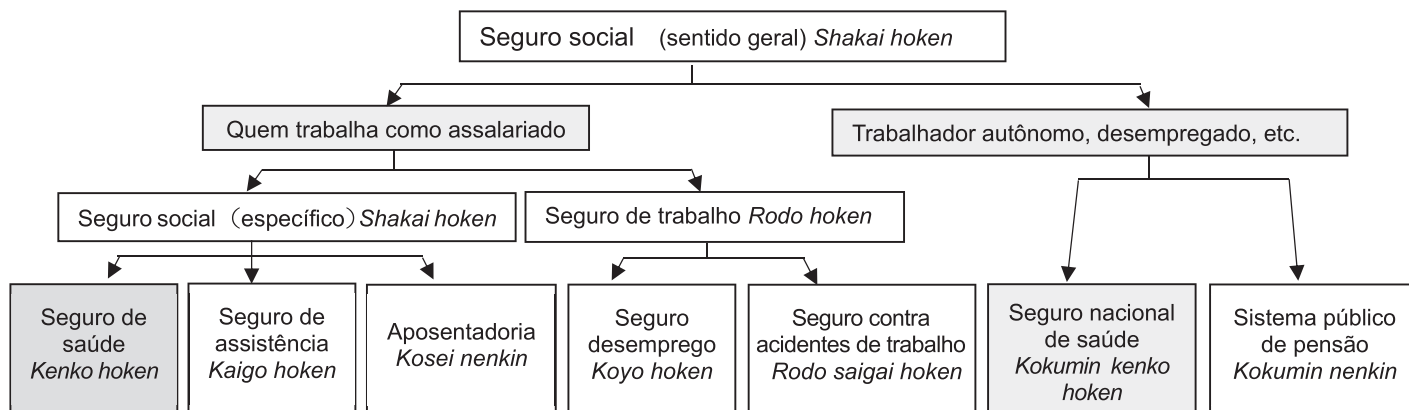 Seguro social (sentido geral) Shakai hoken
Quem trabalha como assalariado
Trabalhador autônomo, desempregado, etc.
Seguro social (específico) Shakai hoken
Seguro de trabalho Rodo hoken
Seguro de
saúde
Kenko hoken
Seguro de
assistência
Kaigo hoken
Aposentadoria
Kosei nenkin
Seguro
desemprego
Koyo hoken
Seguro contra
acidentes de trabalho
Rodo saigai hoken
Seguro nacional
de saúde
Kokumin kenko
hoken
Sistema público
de pensão
Kokumin nenkin